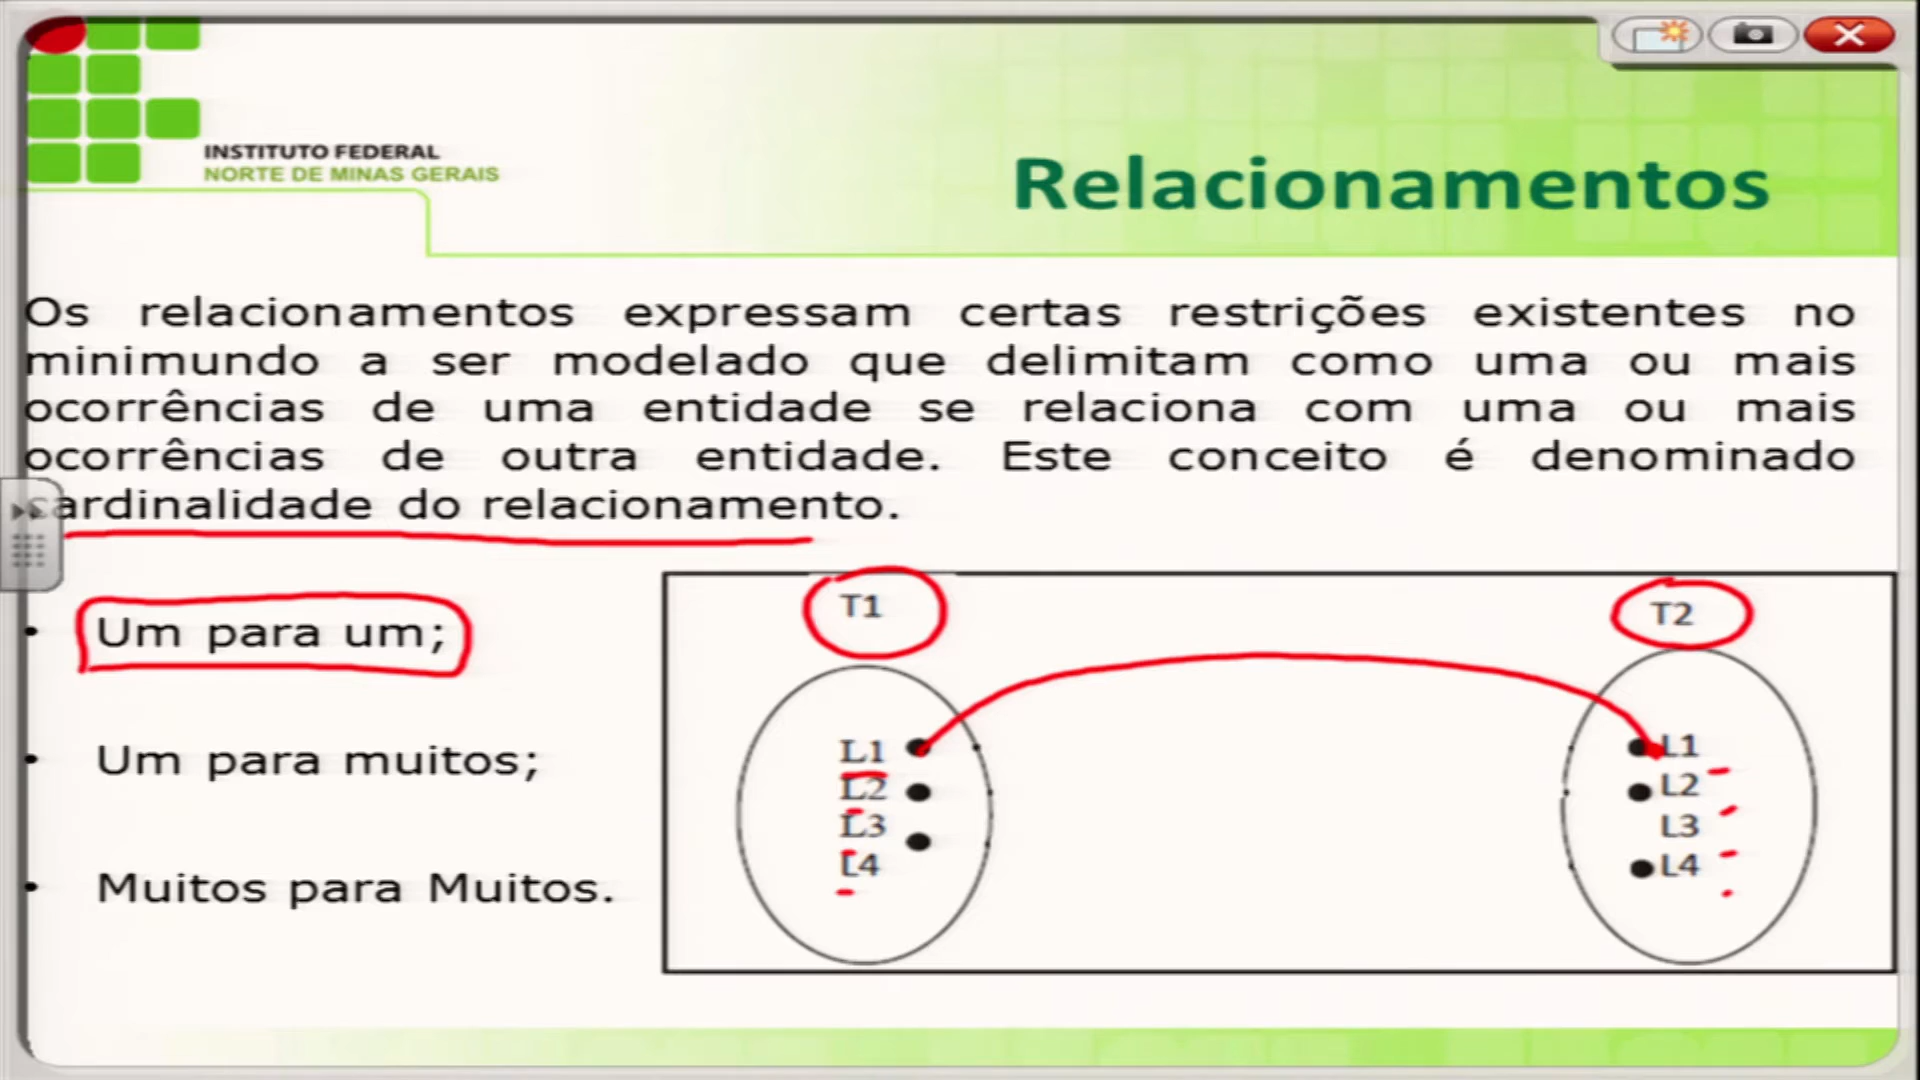 INSTITUTO FEDERAL
NORTE DE MINAS GERAIS
Relacionamentos
Os relacionamentos expressam certas restrições existentes no
minimundo a ser modelado que delimitam como uma ou mais
ocorrências de uma entidade se relaciona com uma ou mais
ocorrências de outra entidade. Este conceito é denominado
cardinalidade do relacionamento.
• Um para um;
• Um para muitos;
• Muitos para Muitos.
T1
L1
L2
L3
L4
T2
L1
L2
L3
L4